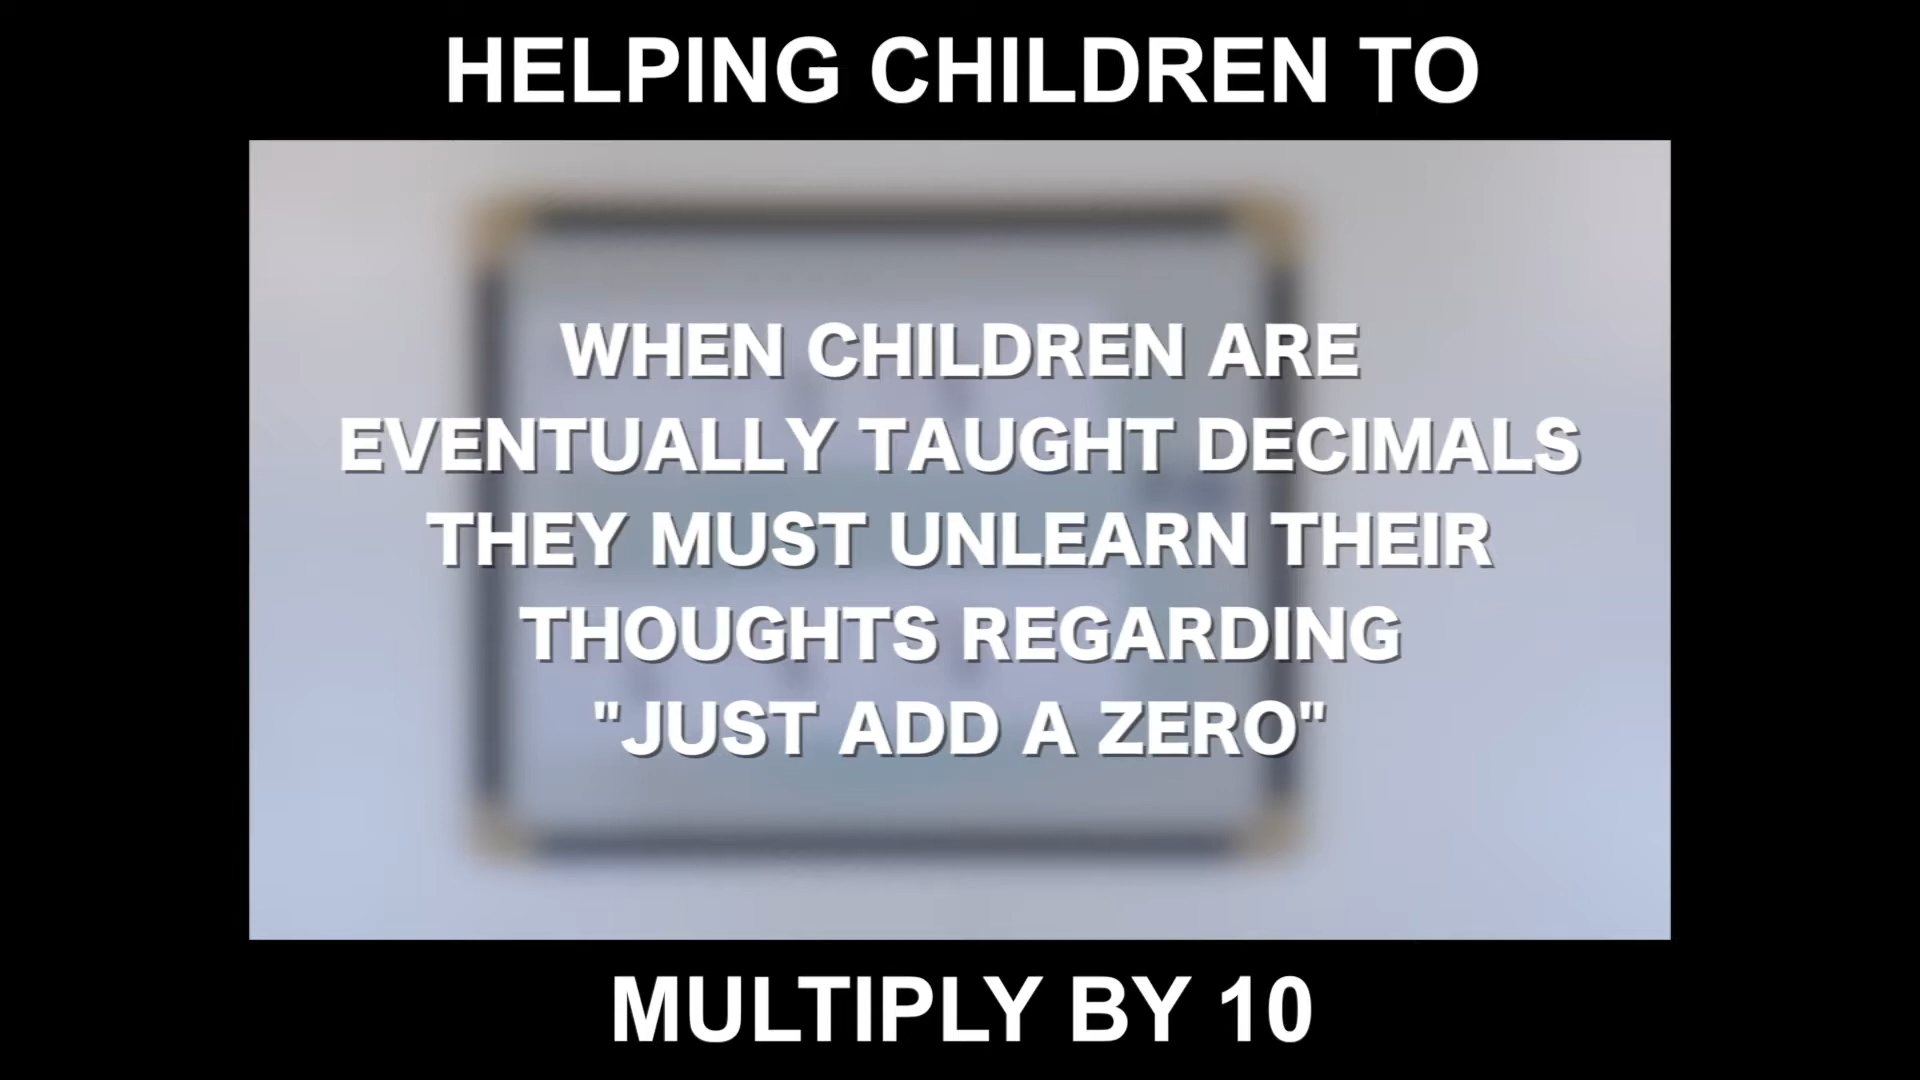 HELPING CHILDREN TO
WHEN CHILDREN ARE
EVENTUALLY TAUGHT DECIMALS
THEY MUST UNLEARN THEIR
THOUGHTS REGARDING
"JUST ADD A ZERO"
MULTIPLY BY 10